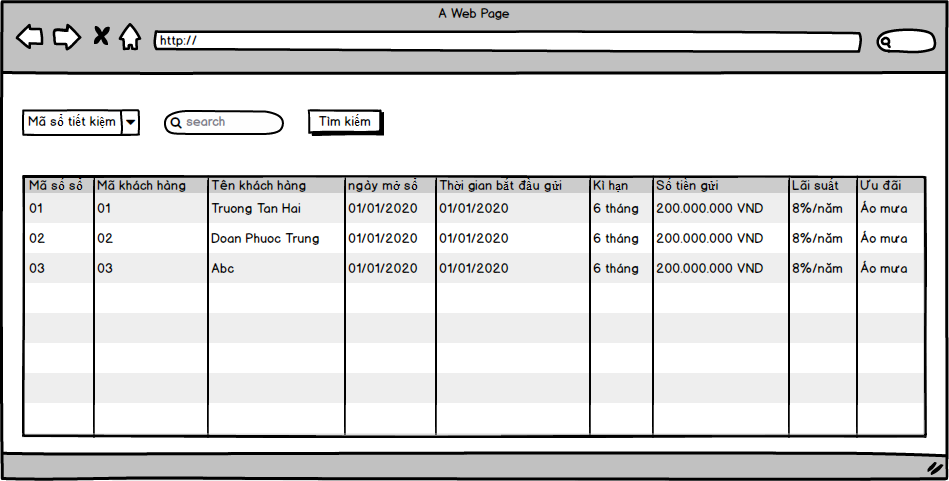 A Web Page
http://
Mã sổ tiết kiệm search Tìm kiếm
Mã số sổ Mã khách hàng Tên khách hàng ngày mở sổ Thời gian bắt đầu gửi Kì hạn Số tiền gửi Lãi suất Ưu đãi
01 01 Truong Tan Hai 01/01/2020 01/01/2020 6 tháng 200.000.000 VND 8%/năm Áo mưa
02 02 Doan Phuoc Trung 01/01/2020 01/01/2020 6 tháng 200.000.000 VND 8%/năm Áo mưa
03 03 Abc 01/01/2020 01/01/2020 6 tháng 200.000.000 VND 8%/năm Áo mưa